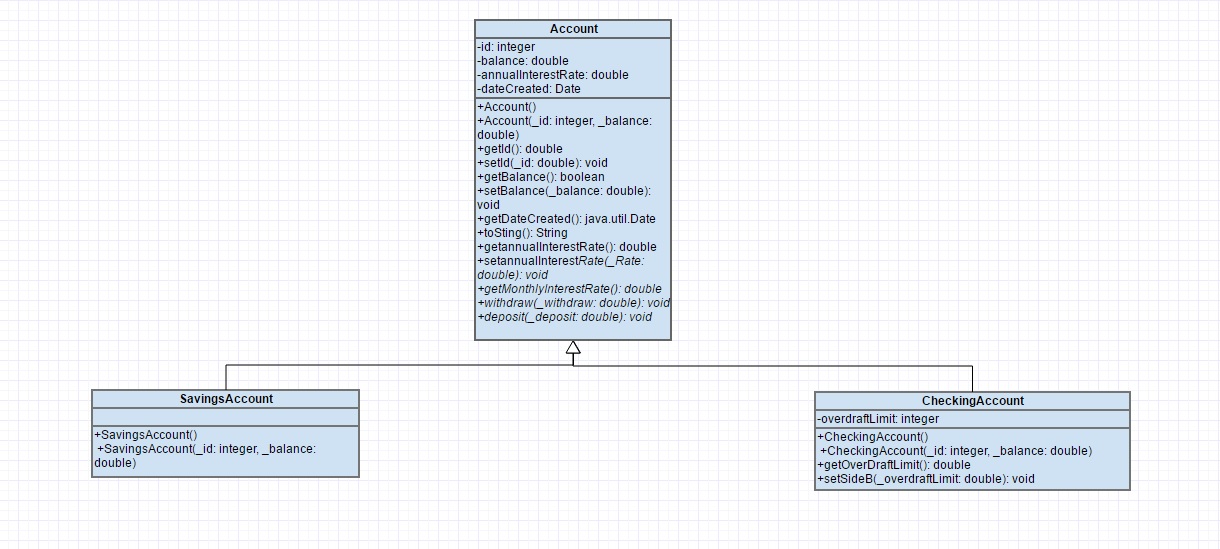 Account
-id: integer
-balance: double
-annualInterestRate: double
-dateCreated: Date
+Account()
+Account(_id: integer, _balance:
double)
+getId(): double
+setId(_id: double): void
+getBalance(): boolean
+setBalance(_balance: double):
void
+getDateCreated(): java.util.Date
+toSting(): String
+getannualInterestRate(): double
+setannualInterestRate(_Rate:
double): void
+getMonthlyInterestRate(): double
+withdraw(_withdraw: double): void
+deposit(_deposit: double): void
SavingsAccount
+SavingsAccount()
+SavingsAccount(_id: integer, _balance:
double)
CheckingAccount
-overdraftLimit: integer
+CheckingAccount()
+CheckingAccount(_id: integer, _balance: double)
+getOverDraftLimit(): double
+setSideB(_overdraftLimit: double): void